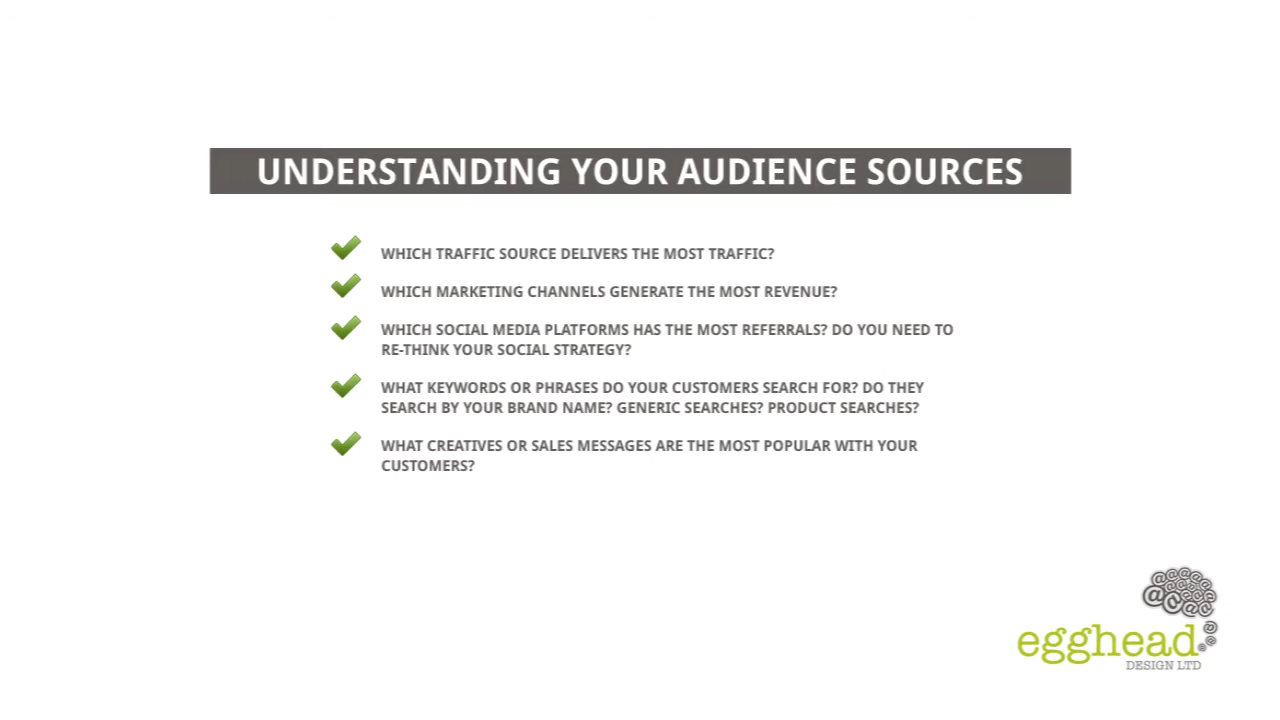 UNDERSTANDING YOUR AUDIENCE SOURCES
WHICH TRAFFIC SOURCE DELIVERS THE MOST TRAFFIC?
WHICH MARKETING CHANNELS GENERATE THE MOST REVENUE?
WHICH SOCIAL MEDIA PLATFORMS HAS THE MOST REFERRALS? DO YOU NEED TO
RE-THINK YOUR SOCIAL STRATEGY?
WHAT KEYWORDS OR PHRASES DO YOUR CUSTOMERS SEARCH FOR? DO THEY
SEARCH BY YOUR BRAND NAME? GENERIC SEARCHES? PRODUCT SEARCHES?
WHAT CREATIVES OR SALES MESSAGES ARE THE MOST POPULAR WITH YOUR
CUSTOMERS?
egghead
DESIGN LTD